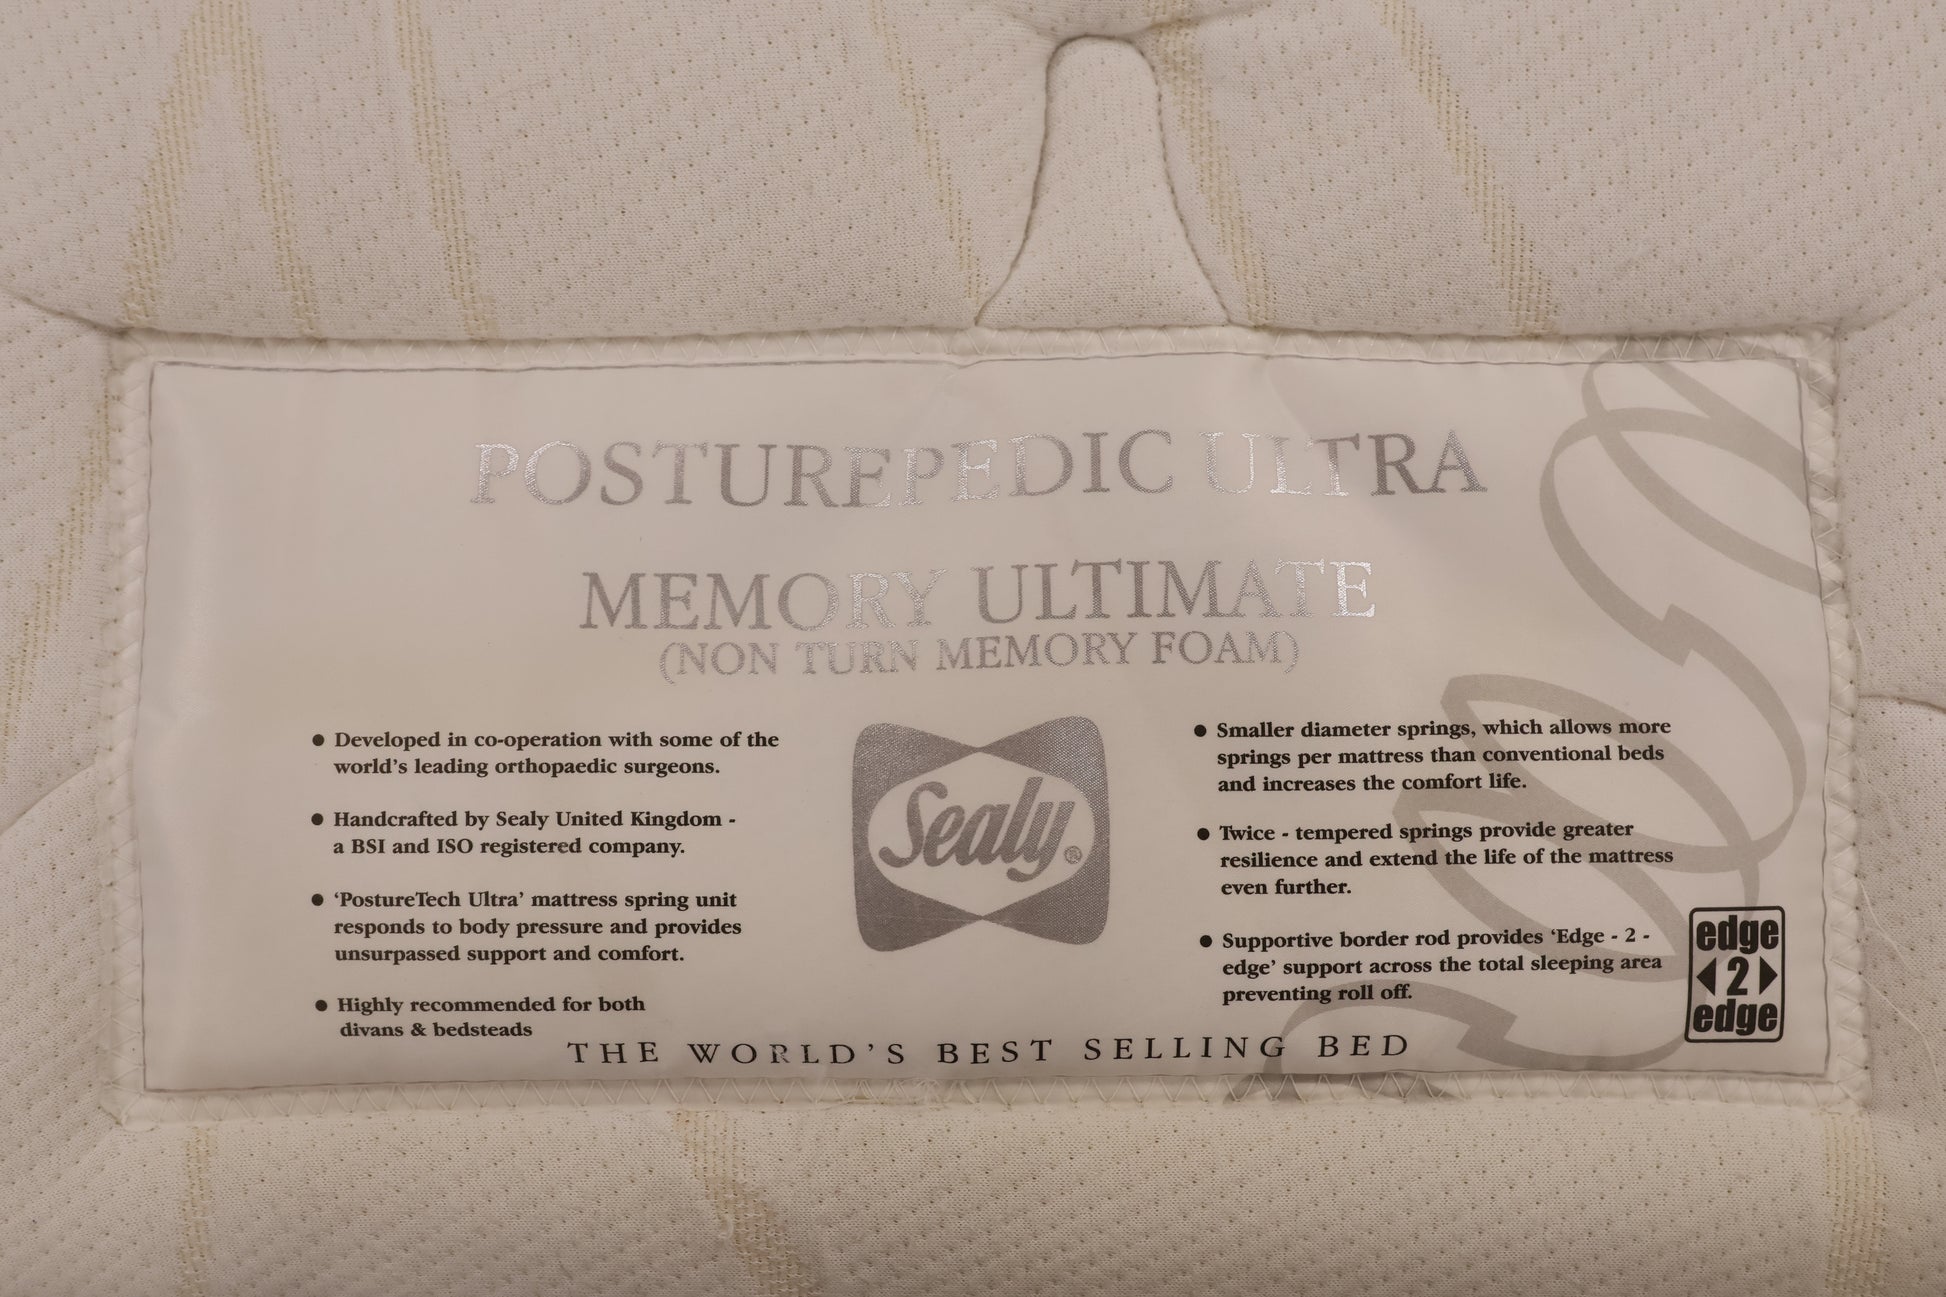 POSTUREPEDIC ULTRA
MEMORY ULTIMATE
(NON TURN MEMORY FOAM)
● Developed in co-operation with some of the
world's leading orthopaedic surgeons.
● Handcrafted by Sealy United Kingdom -
a BSI and ISO registered company.
● ‘PostureTech Ultra’ mattress spring unit
responds to body pressure and provides
unsurpassed support and comfort.
● Highly recommended for both
divans & bedsteads
Sealy®
● Smaller diameter springs, which allows more
springs per mattress than conventional beds
and increases the comfort life.
● Twice - tempered springs provide greater
resilience and extend the life of the mattress
even further.
● Supportive border rod provides ‘Edge - 2 -
edge’ support across the total sleeping area
preventing roll off.
edge
◀2▶
edge
THE WORLD'S BEST SELLING BED